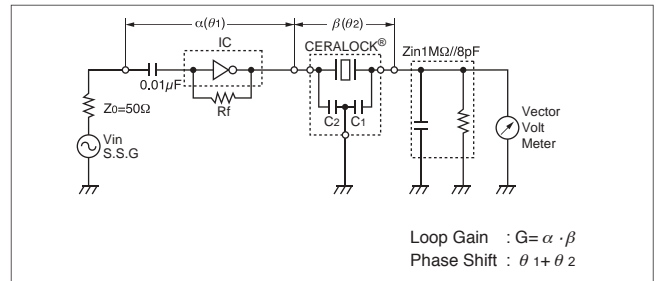 α(θ1)
β(θ2)
IC
CERALOCK®
Zin1MΩ//8pF
0.01µF
Z0=50Ω
Rf
C2
C1
Vector
Volt
Meter
Vin
S.S.G
Loop Gain : G= α · β
Phase Shift : θ 1+ θ 2